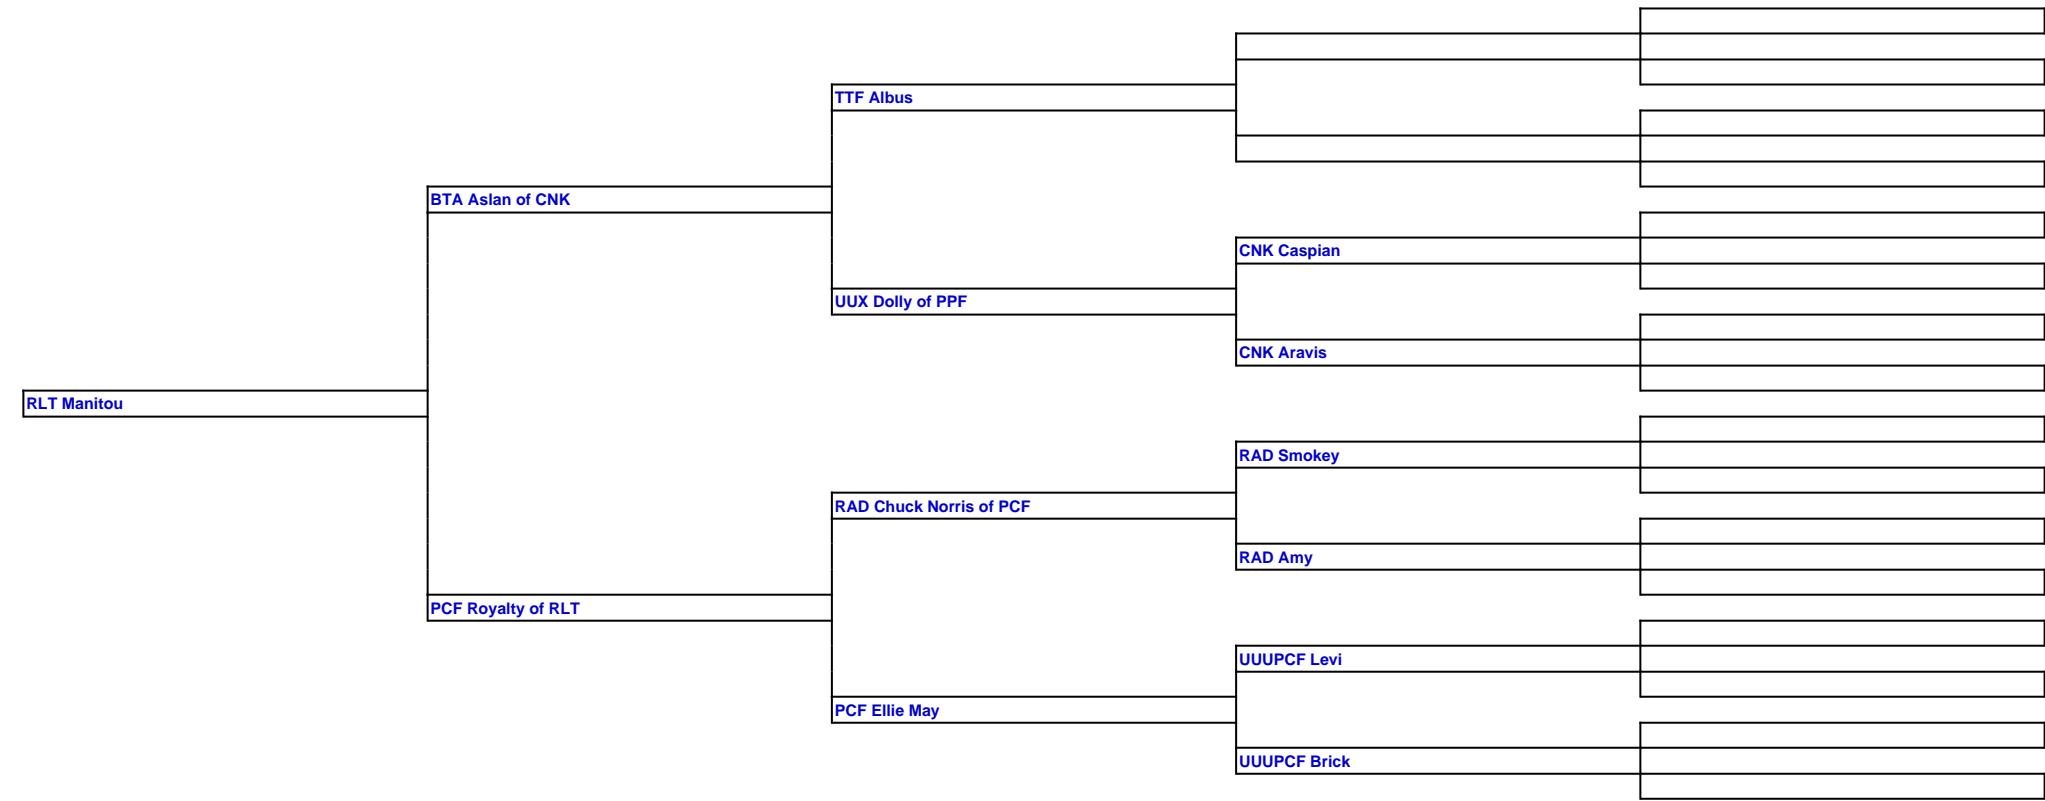 TTF Albus
BTA Aslan of CNK
CNK Caspian
UUX Dolly of PPF
CNK Aravis
RLT Manitou
RAD Smokey
RAD Chuck Norris of PCF
RAD Amy
PCF Royalty of RLT
UUUPCF Levi
PCF Ellie May
UUUPCF Brick